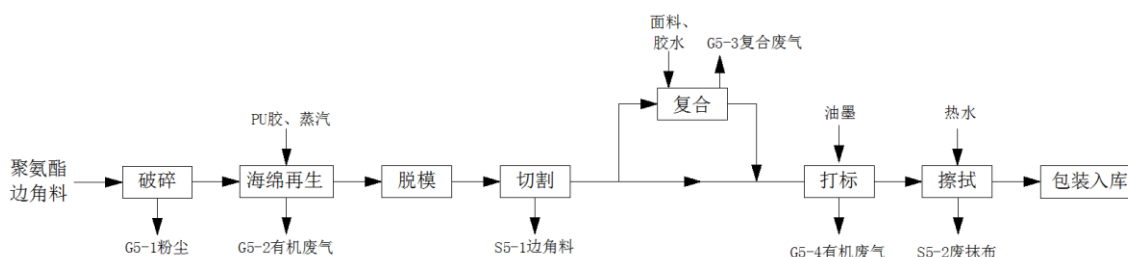 面料、
胶水
G5-3复合废气
复合
PU胶、蒸汽
油墨
热水
聚氨酯
边角料
破碎
海绵再生
脱模
切割
打标
擦拭
包装入库
G5-1粉尘
G5-2有机废气
S5-1边角料
G5-4有机废气
S5-2废抹布